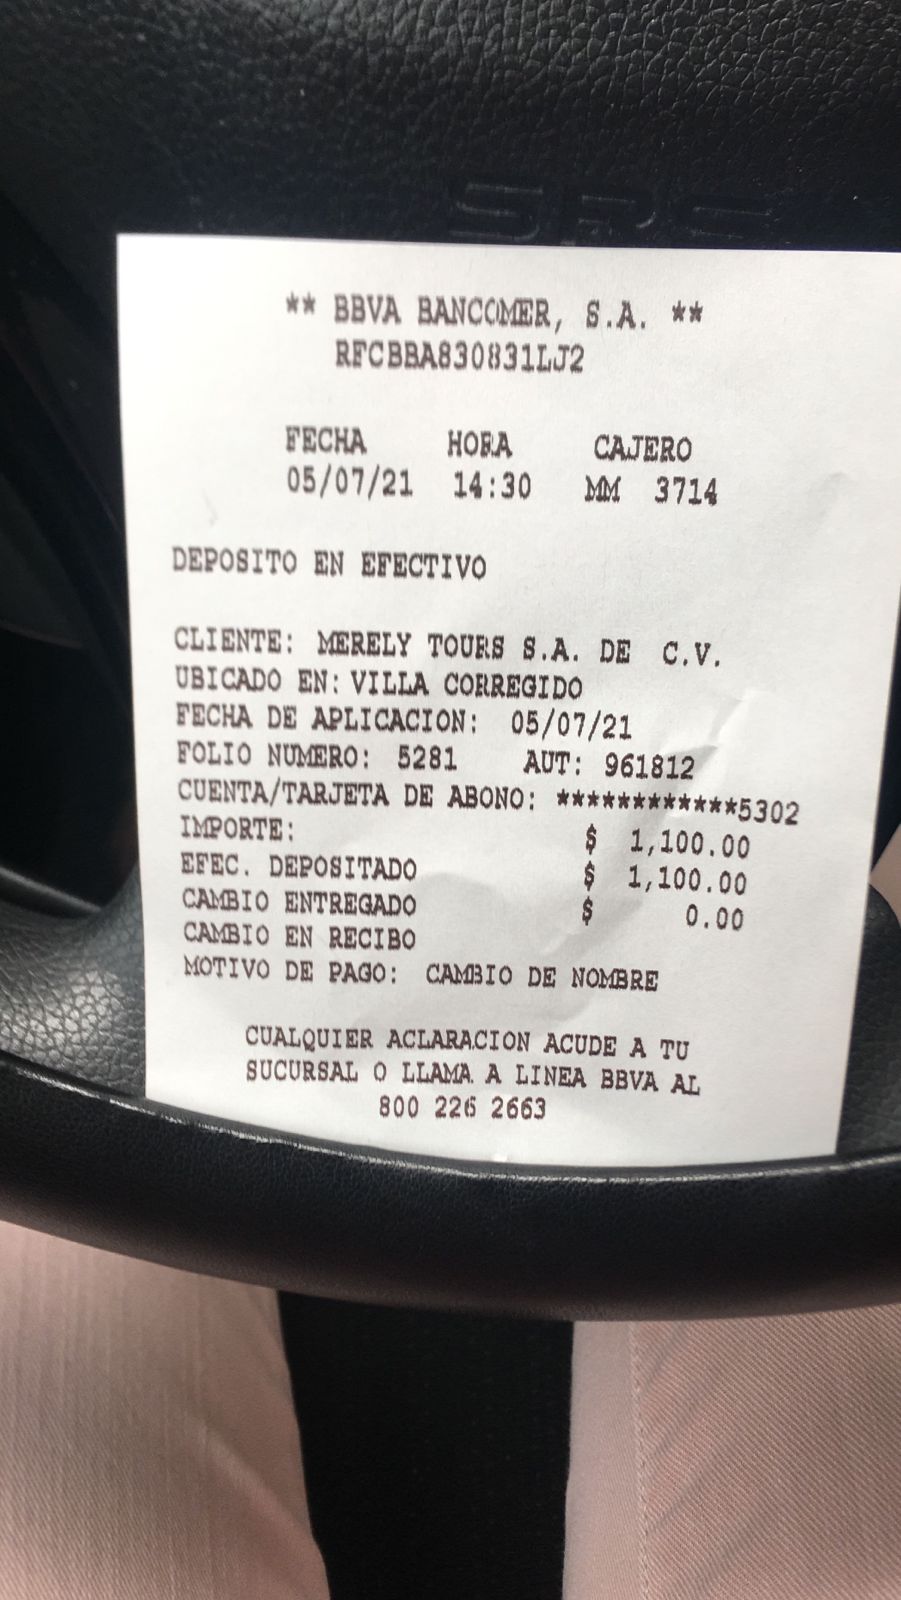 SRS
** BBVA BANCOMER, S.A. **
RFCBBA830831LJ2
FECHA HORA CAJERO
05/07/21 14:30 MM 3714
DEPOSITO EN EFECTIVO
CLIENTE: MERELY TOURS S.A. DE C.V.
UBICADO EN: VILLA CORREGIDO
FECHA DE APLICACION: 05/07/21
FOLIO NUMERO: 5281 AUT: 961812
CUENTA/TARJETA DE ABONO: ************5302
IMPORTE: $ 1,100.00
EFEC. DEPOSITADO $ 1,100.00
CAMBIO ENTREGADO $ 0.00
CAMBIO EN RECIBO
MOTIVO DE PAGO: CAMBIO DE NOMBRE
CUALQUIER ACLARACION ACUDE A TU
SUCURSAL O LLAMA A LINEA BBVA AL
800 226 2663